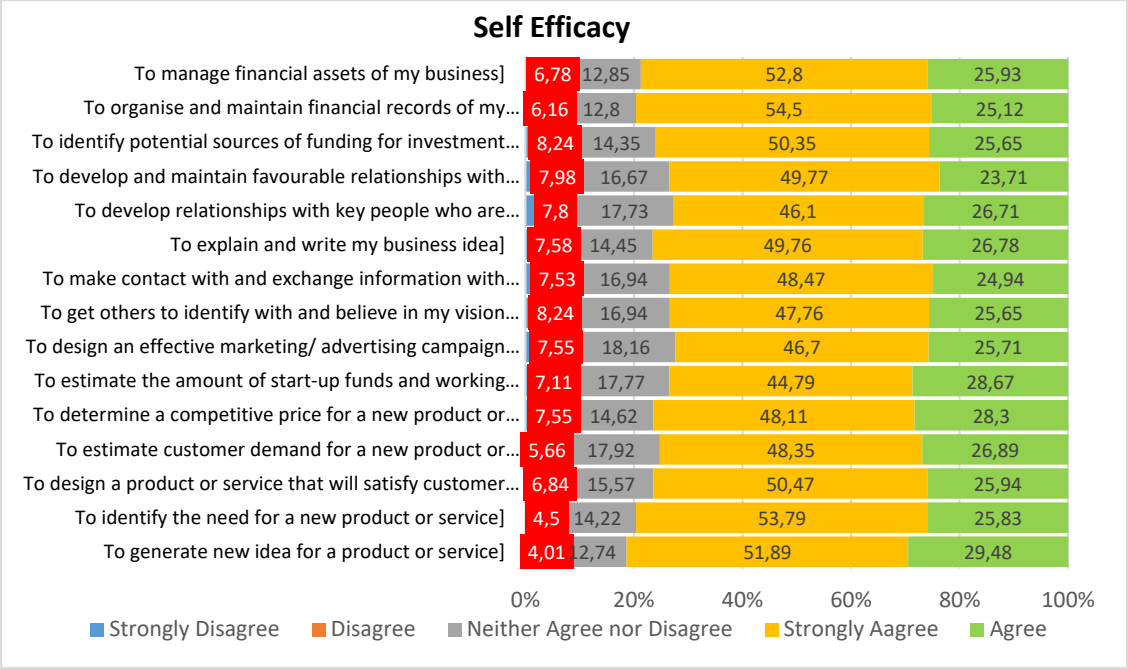 Self Efficacy
To manage financial assets of my business] 6,78 12,85 52,8 25,93
To organise and maintain financial records of my... 6,16 12,8 54,5 25,12
To identify potential sources of funding for investment... 8,24 14,35 50,35 25,65
To develop and maintain favourable relationships with... 7,98 16,67 49,77 23,71
To develop relationships with key people who are... 7,8 17,73 46,1 26,71
To explain and write my business idea] 7,58 14,45 49,76 26,78
To make contact with and exchange information with... 7,53 16,94 48,47 24,94
To get others to identify with and believe in my vision... 8,24 16,94 47,76 25,65
To design an effective marketing/ advertising campaign... 7,55 18,16 46,7 25,71
To estimate the amount of start-up funds and working... 7,11 17,77 44,79 28,67
To determine a competitive price for a new product or... 7,55 14,62 48,11 28,3
To estimate customer demand for a new product or... 5,66 17,92 48,35 26,89
To design a product or service that will satisfy customer... 6,84 15,57 50,47 25,94
To identify the need for a new product or service] 4,5 14,22 53,79 25,83
To generate new idea for a product or service] 4,01 12,74 51,89 29,48
0% 20% 40% 60% 80% 100%
Strongly Disagree Disagree Neither Agree nor Disagree Strongly Aagree Agree